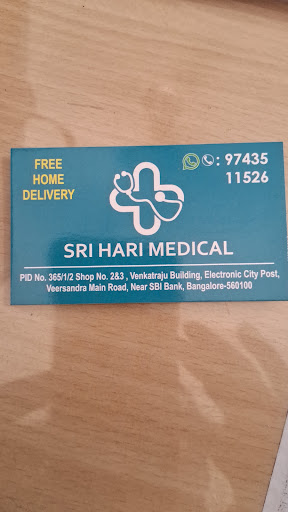 FREE
HOME
DELIVERY
: 97435
11526
SRI HARI MEDICAL
PID No. 365/1/2 Shop No. 2&3 , Venkatraju Building, Electronic City Post,
Veersandra Main Road, Near SBI Bank, Bangalore-560100